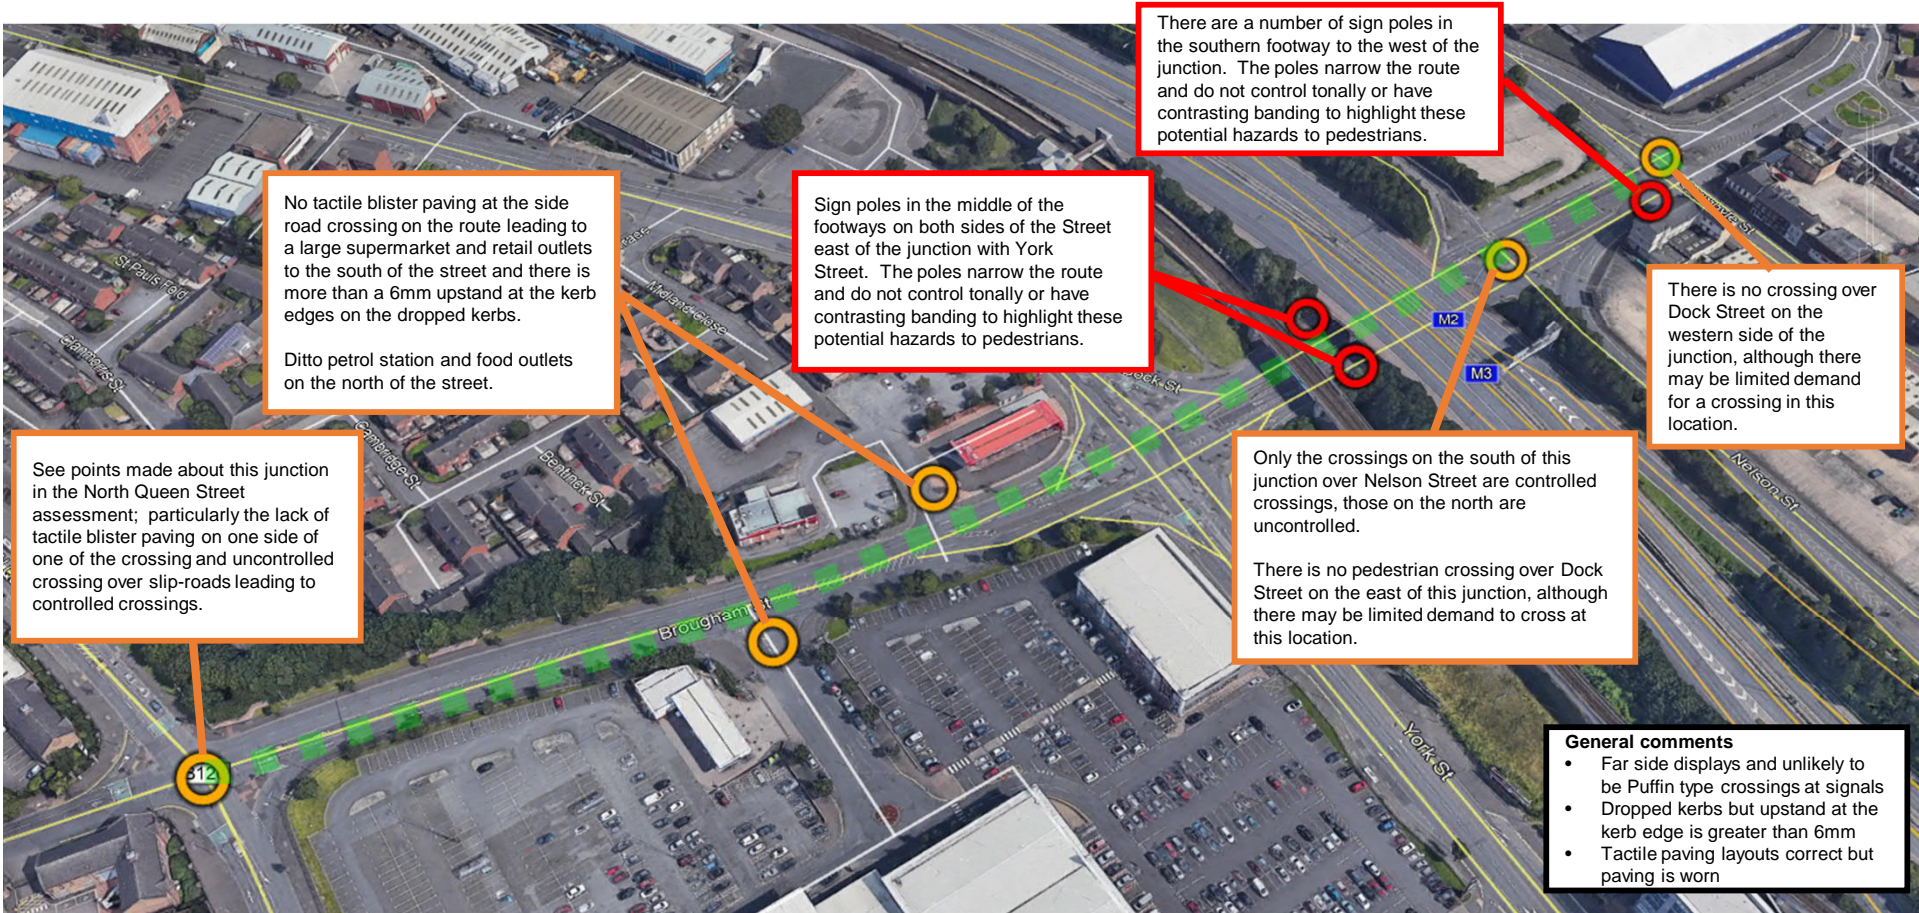 There are a number of sign poles in
the southern footway to the west of the
junction. The poles narrow the route
and do not control tonally or have
contrasting banding to highlight these
potential hazards to pedestrians.
No tactile blister paving at the side
road crossing on the route leading to
a large supermarket and retail outlets
to the south of the street and there is
more than a 6mm upstand at the kerb
edges on the dropped kerbs.
Ditto petrol station and food outlets
on the north of the street.
Sign poles in the middle of the
footways on both sides of the Street
east of the junction with York
Street. The poles narrow the route
and do not control tonally or have
contrasting banding to highlight these
potential hazards to pedestrians.
There is no crossing over
Dock Street on the
western side of the
junction, although there
may be limited demand
for a crossing in this
location.
See points made about this junction
in the North Queen Street
assessment; particularly the lack of
tactile blister paving on one side of
one of the crossing and uncontrolled
crossing over slip-roads leading to
controlled crossings.
Only the crossings on the south of this
junction over Nelson Street are controlled
crossings, those on the north are
uncontrolled.
There is no pedestrian crossing over Dock
Street on the east of this junction, although
there may be limited demand to cross at
this location.
General comments
• Far side displays and unlikely to
be Puffin type crossings at signals
• Dropped kerbs but upstand at the
kerb edge is greater than 6mm
• Tactile paving layouts correct but
paving is worn
St Pauls Fold
Glenmorris St
Midland Close
Cambridge St
Bentinck St
Dock St
M2
M3
Nelson St
Brougham St
York St